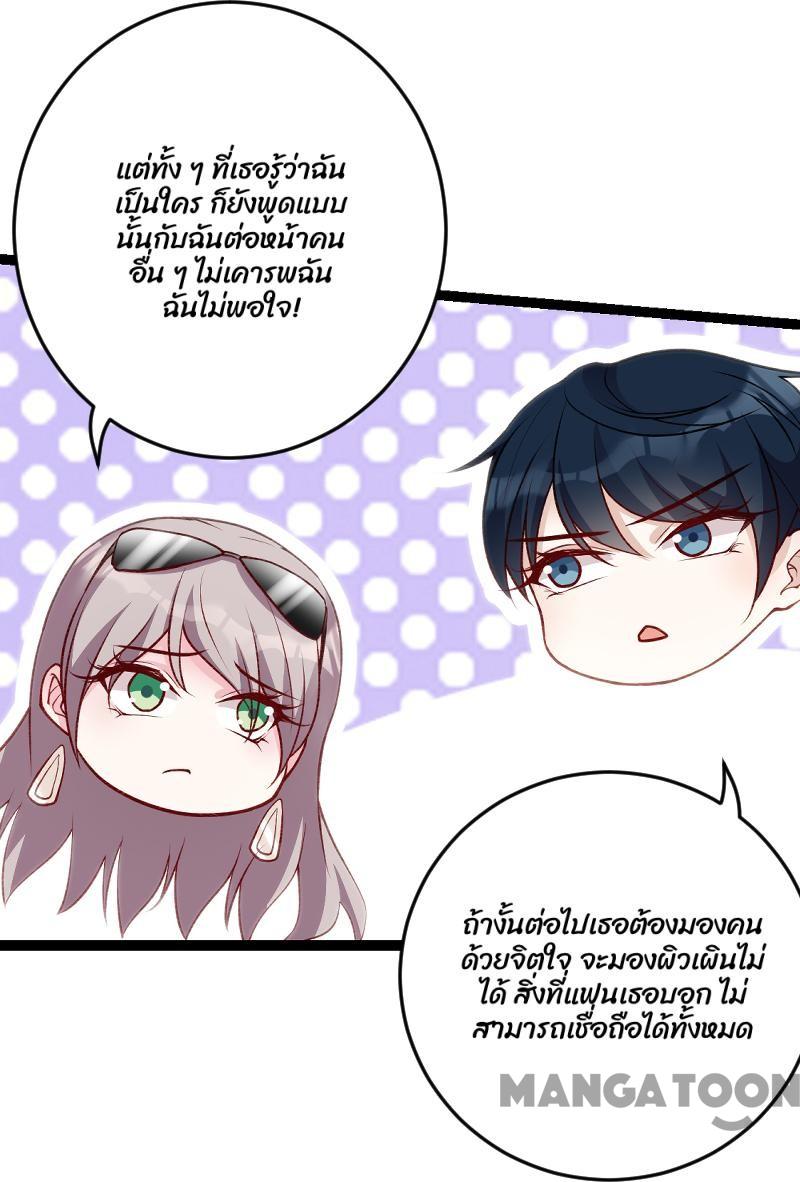 แต่ทั้ง ๆ ที่เธอรู้ว่าฉัน
เป็นใคร ก็ยังพูดแบบ
นั้นกับฉันต่อหน้าคน
อื่น ๆ ไม่เคารพฉัน
ฉันไม่พอใจ!
ถ้างั้นต่อไปเธอต้องมองคน
ด้วยจิตใจ จะมองผิวเผินไม่
ได้ สิ่งที่แฟนเธอบอก ไม่
สามารถเชื่อถือได้ทั้งหมด
MANGATOON